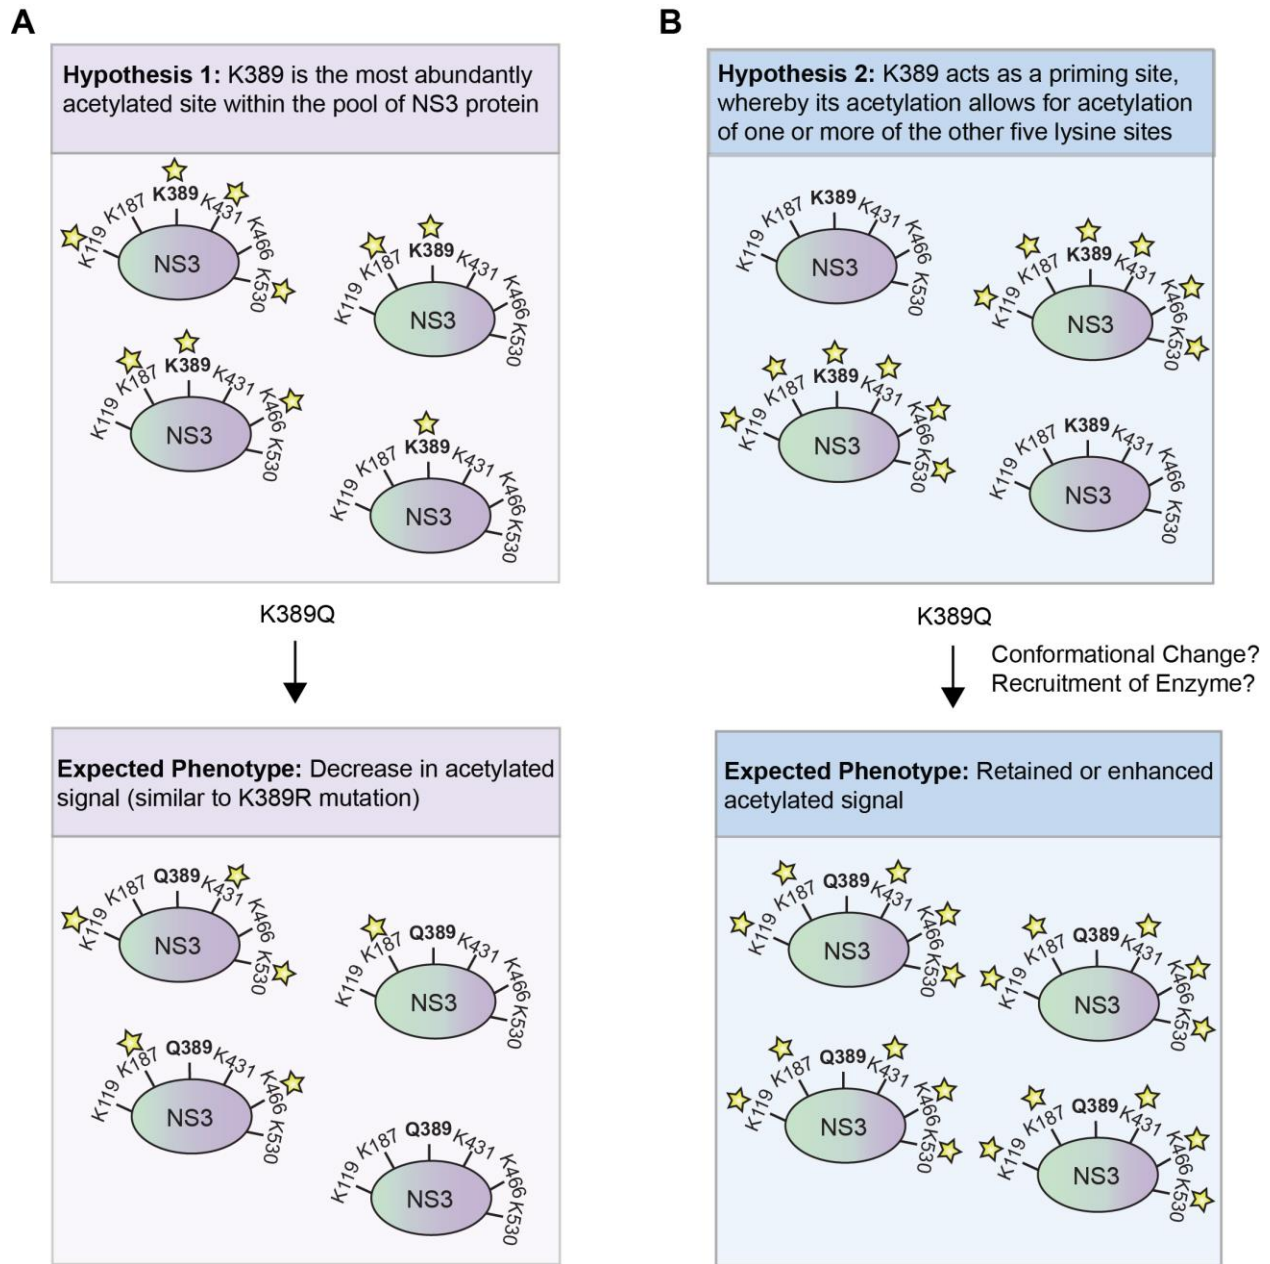 A
Hypothesis 1: K389 is the most abundantly
acetylated site within the pool of NS3 protein
K119
K187
K389
K431
K466
K530
NS3
K119
K187
K389
K431
K466
K530
NS3
K119
K187
K389
K431
K466
K530
NS3
K119
K187
K389
K431
K466
K530
NS3
K389Q
Expected Phenotype: Decrease in acetylated
signal (similar to K389R mutation)
K119
K187
Q389
K431
K466
K530
NS3
K119
K187
Q389
K431
K466
K530
NS3
K119
K187
Q389
K431
K466
K530
NS3
K119
K187
Q389
K431
K466
K530
NS3
B
Hypothesis 2: K389 acts as a priming site,
whereby its acetylation allows for acetylation
of one or more of the other five lysine sites
K119
K187
K389
K431
K466
K530
NS3
K119
K187
K389
K431
K466
K530
NS3
K119
K187
K389
K431
K466
K530
NS3
K119
K187
K389
K431
K466
K530
NS3
K389Q
Conformational Change?
Recruitment of Enzyme?
Expected Phenotype: Retained or enhanced
acetylated signal
K119
K187
Q389
K431
K466
K530
NS3
K119
K187
Q389
K431
K466
K530
NS3
K119
K187
Q389
K431
K466
K530
NS3
K119
K187
Q389
K431
K466
K530
NS3